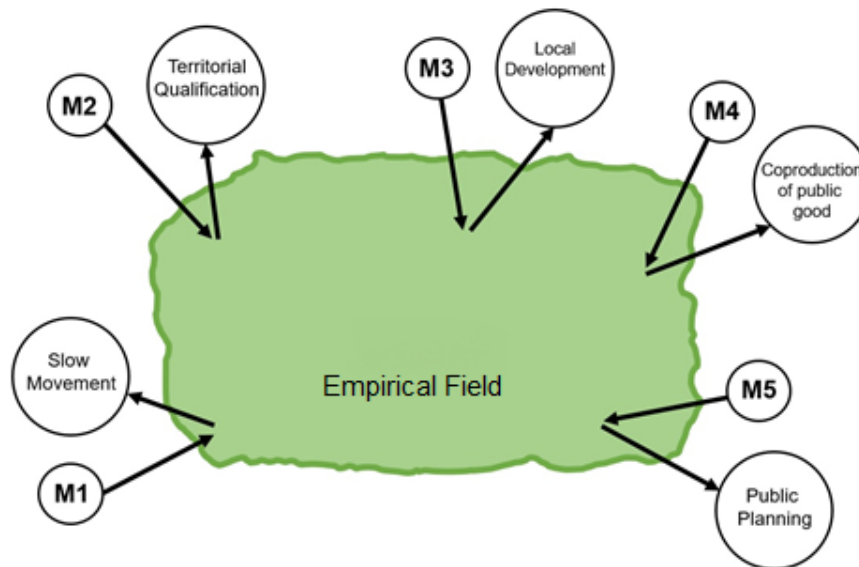 Territorial
Qualification
M2
M3
Local
Development
M4
Coproduction
of public
good
Slow
Movement
Empirical Field
M5
M1
Public
Planning